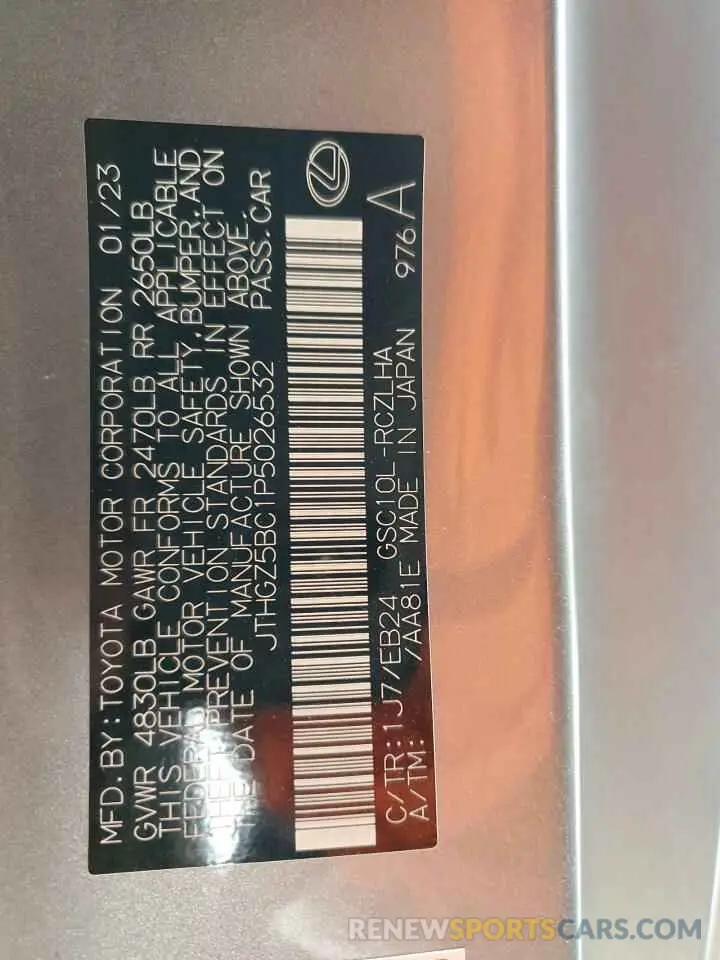 MFD. BY: TOYOTA MOTOR CORPORATION 01/23
GVWR 4830LB GAWR FR 2470LB RR 2650LB
THIS VEHICLE CONFORMS TO ALL APPLICABLE
FEDERAL MOTOR VEHICLE SAFETY, BUMPER, AND
THEFT PREVENTION STANDARDS IN EFFECT ON
THE DATE OF MANUFACTURE SHOWN ABOVE.
JTHGZ5BC1P5026532 PASS. CAR
C/TR: 1J7/EB24 GSC10L-RCZLHA
A/TM: /AA81E MADE IN JAPAN 976 A
RENEWSPORTSCARS.COM